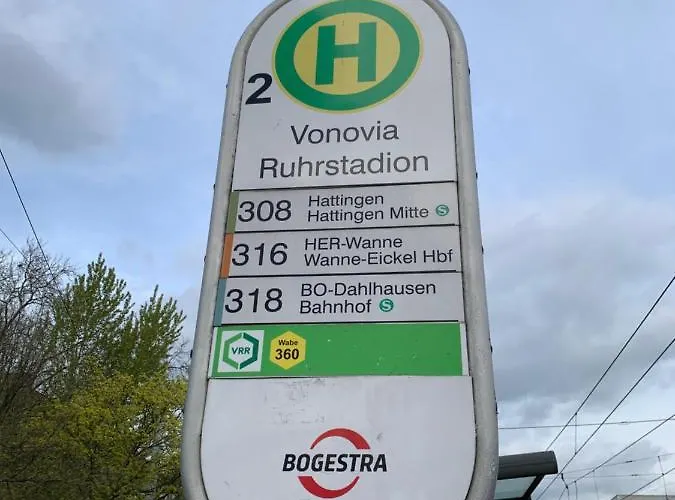 H
2
Vonovia
Ruhrstadion
308 Hattingen
Hattingen Mitte S
316 HER-Wanne
Wanne-Eickel Hbf
318 BO-Dahlhausen
Bahnhof S
VRR Wabe
360
BOGESTRA